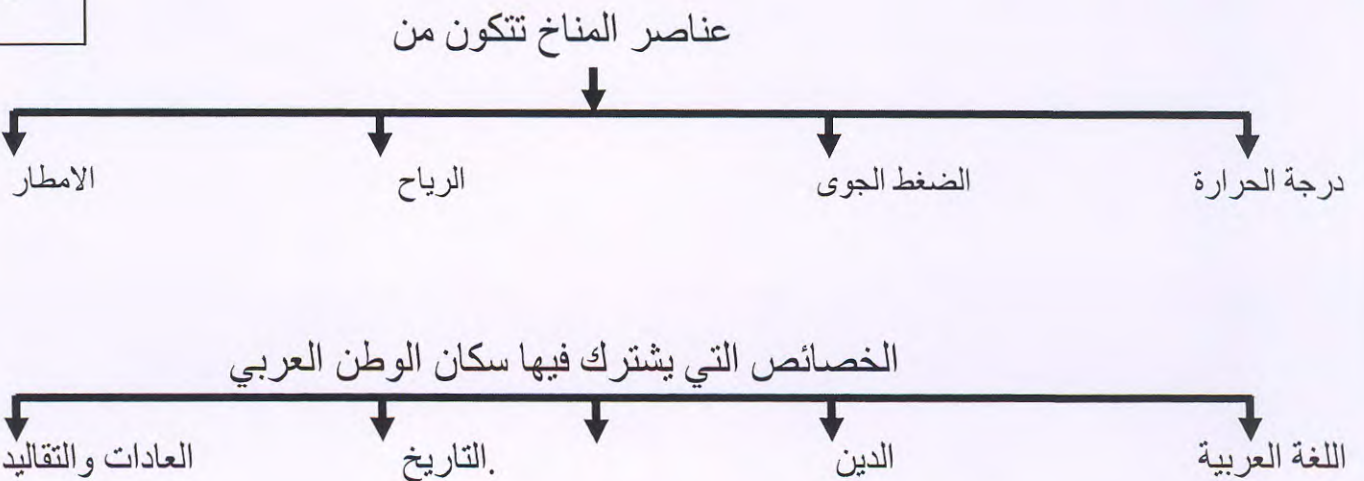 عناصر المناخ تتكون من
درجة الحرارة الضغط الجوى الرياح الامطار
الخصائص التي يشترك فيها سكان الوطن العربي
اللغة العربية الدين التاريخ. العادات والتقاليد